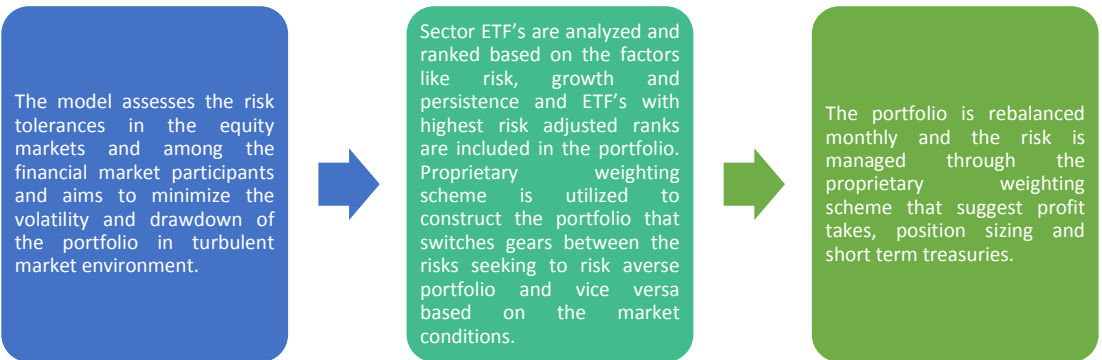 The model assesses the risk
tolerances in the equity
markets and among the
financial market participants
and aims to minimize the
volatility and drawdown of
the portfolio in turbulent
market environment.
Sector ETF's are analyzed and
ranked based on the factors
like risk, growth and
persistence and ETF's with
highest risk adjusted ranks
are included in the portfolio.
Proprietary weighting
scheme is utilized to
construct the portfolio that
switches gears between the
risks seeking to risk averse
portfolio and vice versa
based on the market
conditions.
The portfolio is rebalanced
monthly and the risk is
managed through the
proprietary weighting
scheme that suggest profit
takes, position sizing and
short term treasuries.